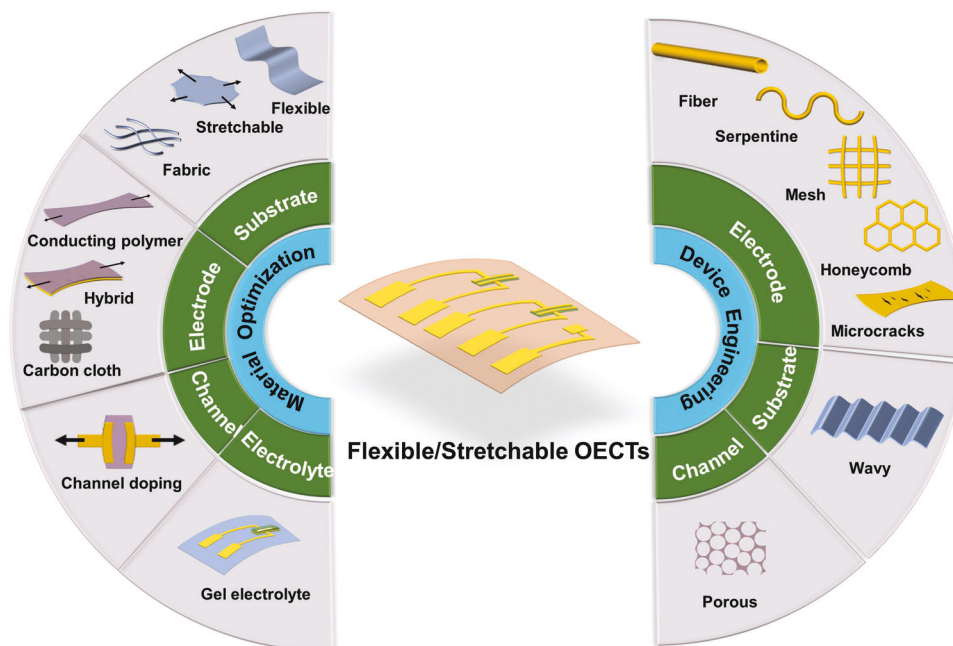 Flexible
Stretchable
Fabric
Substrate
Conducting polymer
Hybrid
Carbon cloth
Electrode
Material Optimization
Channel
Channel doping
Electrolyte
Gel electrolyte
Flexible/Stretchable OECTs
Fiber
Serpentine
Mesh
Honeycomb
Microcracks
Electrode
Device Engineering
Substrate
Wavy
Channel
Porous